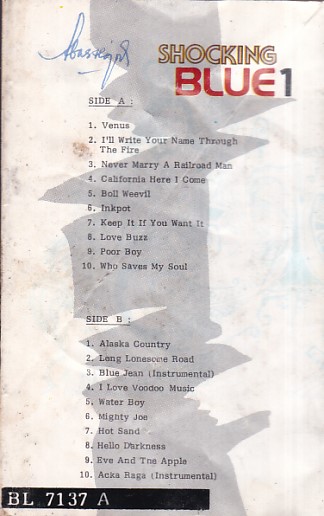 SHOCKING
BLUE 1
SIDE A :
1. Venus
2. I'll Write Your Name Through
The Fire
3. Never Marry A Railroad Man
4. California Here I Come
5. Boll Weevil
6. Inkpot
7. Keep It If You Want It
8. Love Buzz
9. Poor Boy
10. Who Saves My Soul
SIDE B :
1. Alaska Country
2. Long Lonesome Road
3. Blue Jean (Instrumental)
4. I Love Voodoo Music
5. Water Boy
6. Mighty Joe
7. Hot Sand
8. Hello Darkness
9. Eve And The Apple
10. Acka Raga (Instrumental)
BL 7137 A